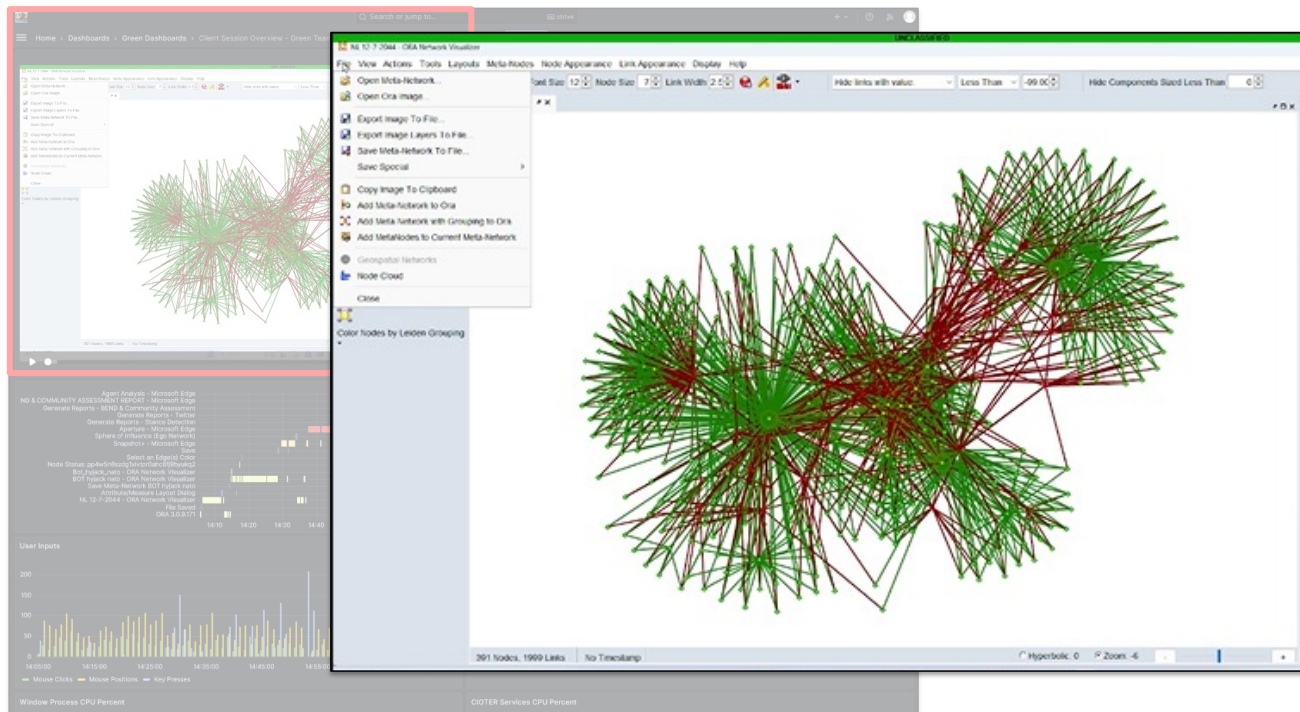 Search or jump to...
Home › Dashboards › Green Dashboards › Client Session Overview - Green Team
UNCLASSIFIED
NL 12-7-2044 - ORA Network Visualizer
File View Actions Tools Layouts Meta-Nodes Node Appearance Link Appearance Display Help
Font Size 12 Node Size 7 Link Width 2.5 Hide links with value: Less Than -99.00 Hide Components Sized Less Than 0
Open Meta-Network...
Open Ora Image...
Export Image To File...
Export Image Layers To File...
Save Meta-Network To File...
Save Special
Copy Image To Clipboard
Add Meta-Network to Ora
Add Meta-Network with Grouping to Ora
Add MetaNodes to Current Meta-Network
Geospatial Networks
Node Cloud
Close
Color Nodes by Leiden Grouping
391 Nodes, 1999 Links No Timestamp
Hyperbolic: 0 Zoom: -6
Agent Analysis - Microsoft Edge
ND & COMMUNITY ASSESSMENT REPORT - Microsoft Edge
Generate Reports - BEND & Community Assessment
Generate Reports - Twitter
Generate Reports - Stance Detection
Aperture - Microsoft Edge
Sphere of Influence (Ego Network)
Snapshot+ - Microsoft Edge
Save
Select an Edge(s) Color
Bot_hyjack_nato - ORA Network Visualizer
BOT hyjack nato - ORA Network Visualizer
Save Meta-Network BOT hyjack nato
Attribute/Measure Layout Dialog
NL 12-7-2044 - ORA Network Visualizer
File Saved
ORA 3.0.9.171
14:10 14:20 14:30 14:40
User Inputs
200
150
100
50
0
14:05:00 14:15:00 14:25:00 14:35:00 14:45:00 14:55:00
Mouse Clicks Mouse Positions Key Presses
Window Process CPU Percent
CIOTER Services CPU Percent